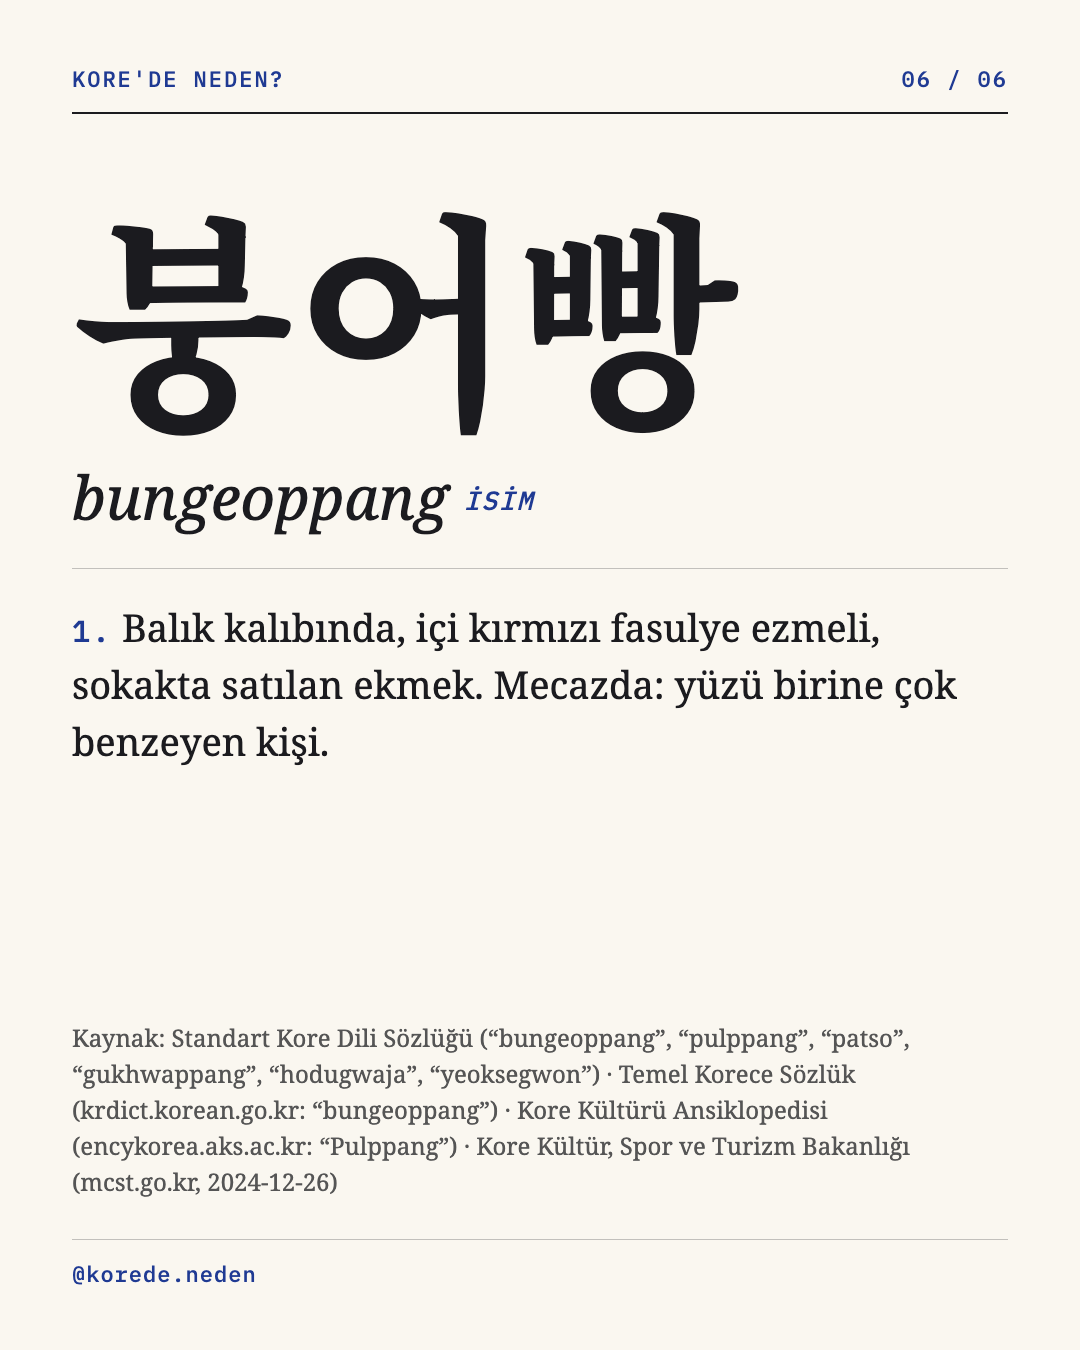 KORE'DE NEDEN?
06 / 06
붕어빵
bungeoppang İSİM
1. Balık kalıbında, içi kırmızı fasulye ezmeli,
sokakta satılan ekmek. Mecazda: yüzü birine çok
benzeyen kişi.
Kaynak: Standart Kore Dili Sözlüğü (“bungeoppang”, “pulppang”, “patso”,
“gukhwappang”, “hodugwaja”, “yeoksegwon”) · Temel Korece Sözlük
(krdict.korean.go.kr: “bungeoppang”) · Kore Kültürü Ansiklopedisi
(encykorea.aks.ac.kr: “Pulppang”) · Kore Kültür, Spor ve Turizm Bakanlığı
(mcst.go.kr, 2024-12-26)
@korede.neden